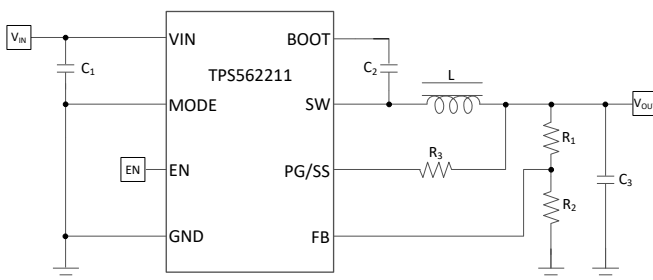 VIN
VIN
BOOT
C1
TPS562211
C2
L
MODE
SW
VOUT
R1
R3
EN
EN
PG/SS
C3
R2
GND
FB